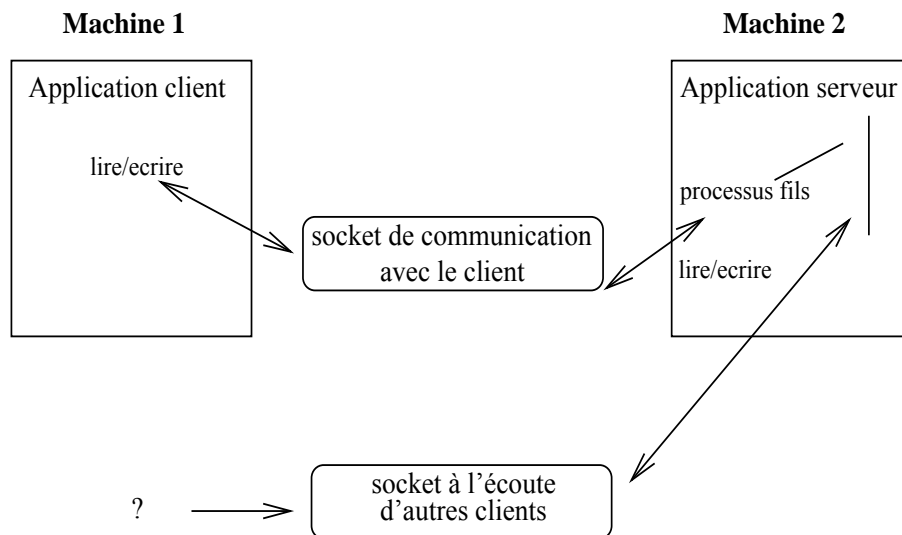 Machine 1
Machine 2
Application client
Application serveur
lire/ecrire
processus fils
socket de communication
avec le client
lire/ecrire
socket à l'écoute
d'autres clients
?